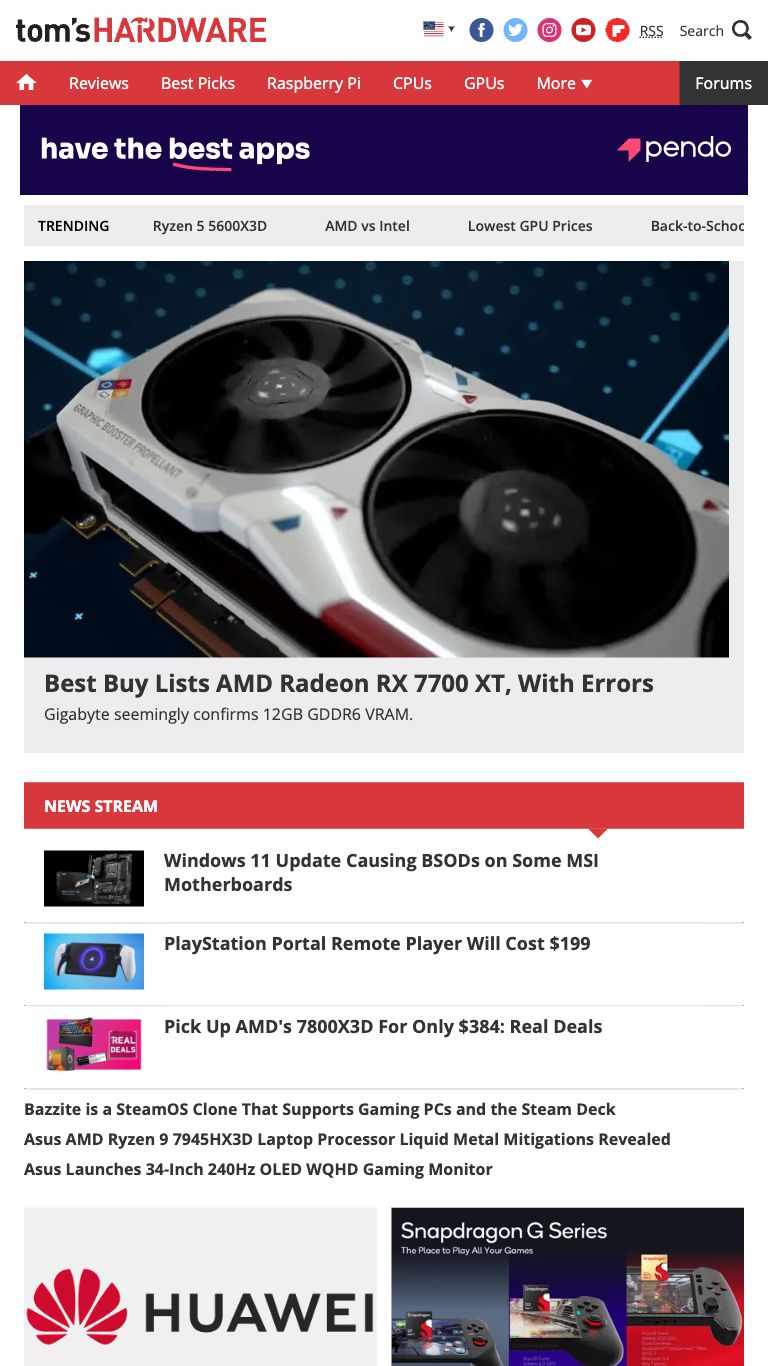 tom's HARDWARE
RSS
Search
Reviews
Best Picks
Raspberry Pi
CPUs
GPUs
More
Forums
have the best apps
pendo
TRENDING
Ryzen 5 5600X3D
AMD vs Intel
Lowest GPU Prices
Back-to-Schoo
GRAPHIC BOOSTER PROPELLANT
Best Buy Lists AMD Radeon RX 7700 XT, With Errors
Gigabyte seemingly confirms 12GB GDDR6 VRAM.
NEWS STREAM
Windows 11 Update Causing BSODs on Some MSI
Motherboards
PlayStation Portal Remote Player Will Cost $199
REAL
DEALS
Pick Up AMD's 7800X3D For Only $384: Real Deals
Bazzite is a SteamOS Clone That Supports Gaming PCs and the Steam Deck
Asus AMD Ryzen 9 7945HX3D Laptop Processor Liquid Metal Mitigations Revealed
Asus Launches 34-Inch 240Hz OLED WQHD Gaming Monitor
HUAWEI
Snapdragon G Series
The Place to Play All Your Games
Snapdragon
Snapdragon
Snapdragon